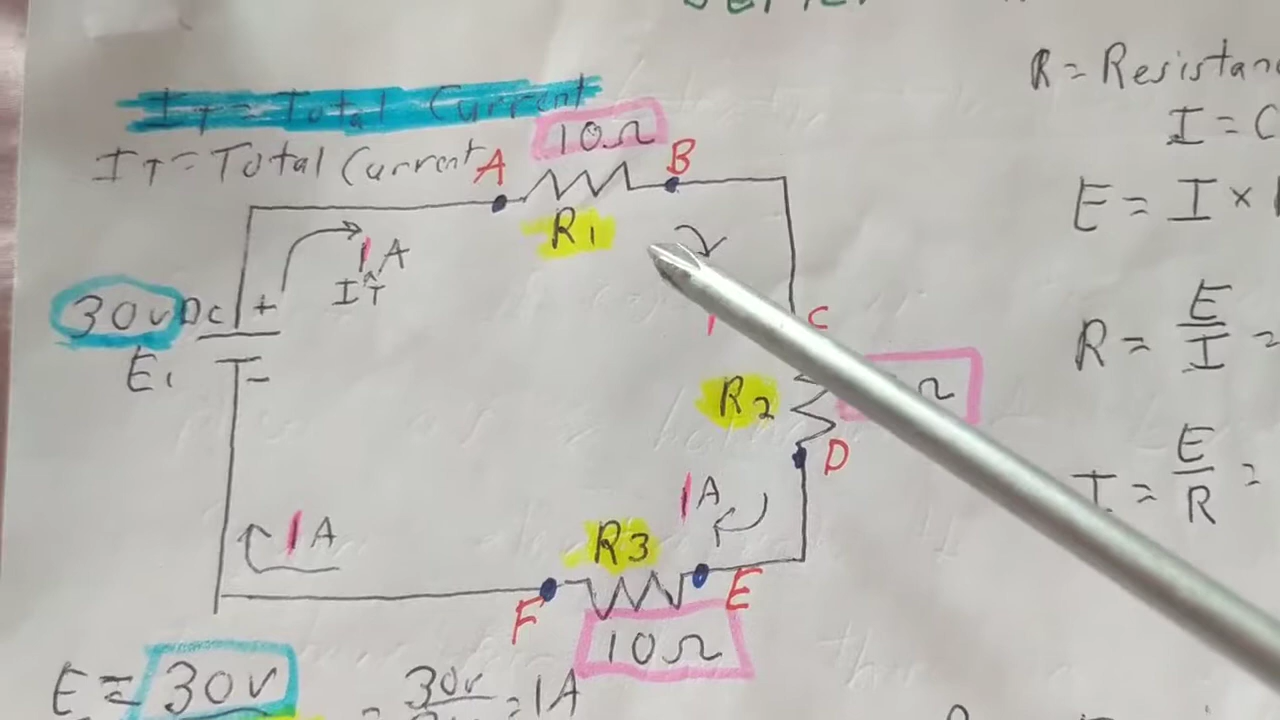 IT = Total Current
IT = Total Current
10Ω
A
B
R1
1A
IT
30vDc +
E1
-
C
R2
Ω
D
1A
1A
R3
E
F
10Ω
E = 30v
= 30v = 1A
R = Resistan
I = C
E = I ×
R = E/I =
I = E/R =